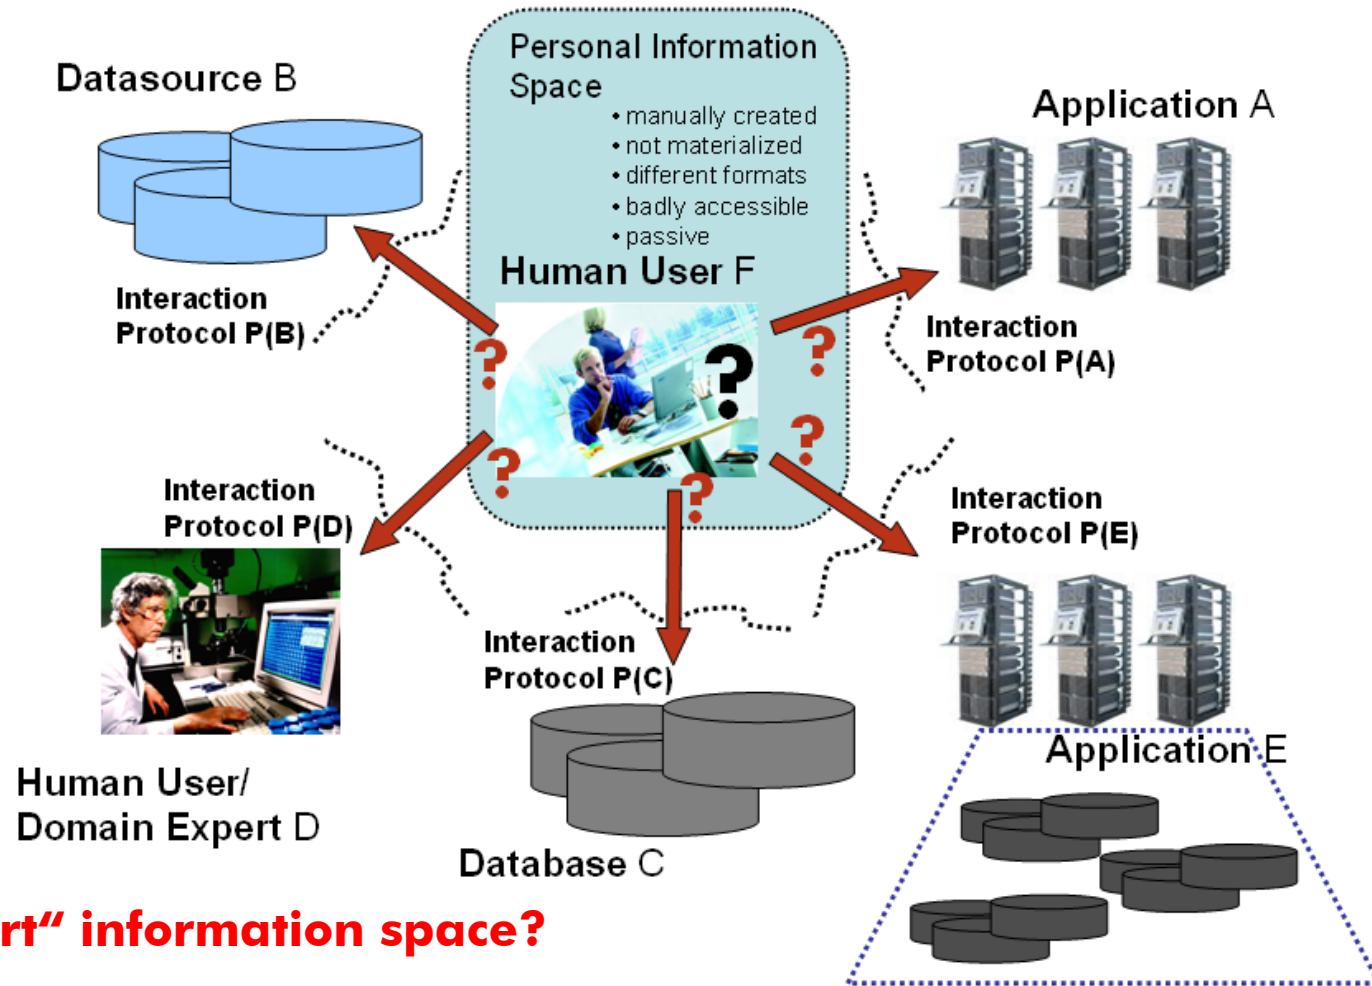 Personal Information
Space
• manually created
• not materialized
• different formats
• badly accessible
• passive
Human User F
?
Datasource B
Interaction
Protocol P(B)
?
Application A
Interaction
Protocol P(A)
?
Interaction
Protocol P(D)
?
Human User/
Domain Expert D
Interaction
Protocol P(C)
?
Database C
Interaction
Protocol P(E)
?
Application E
rt“ information space?